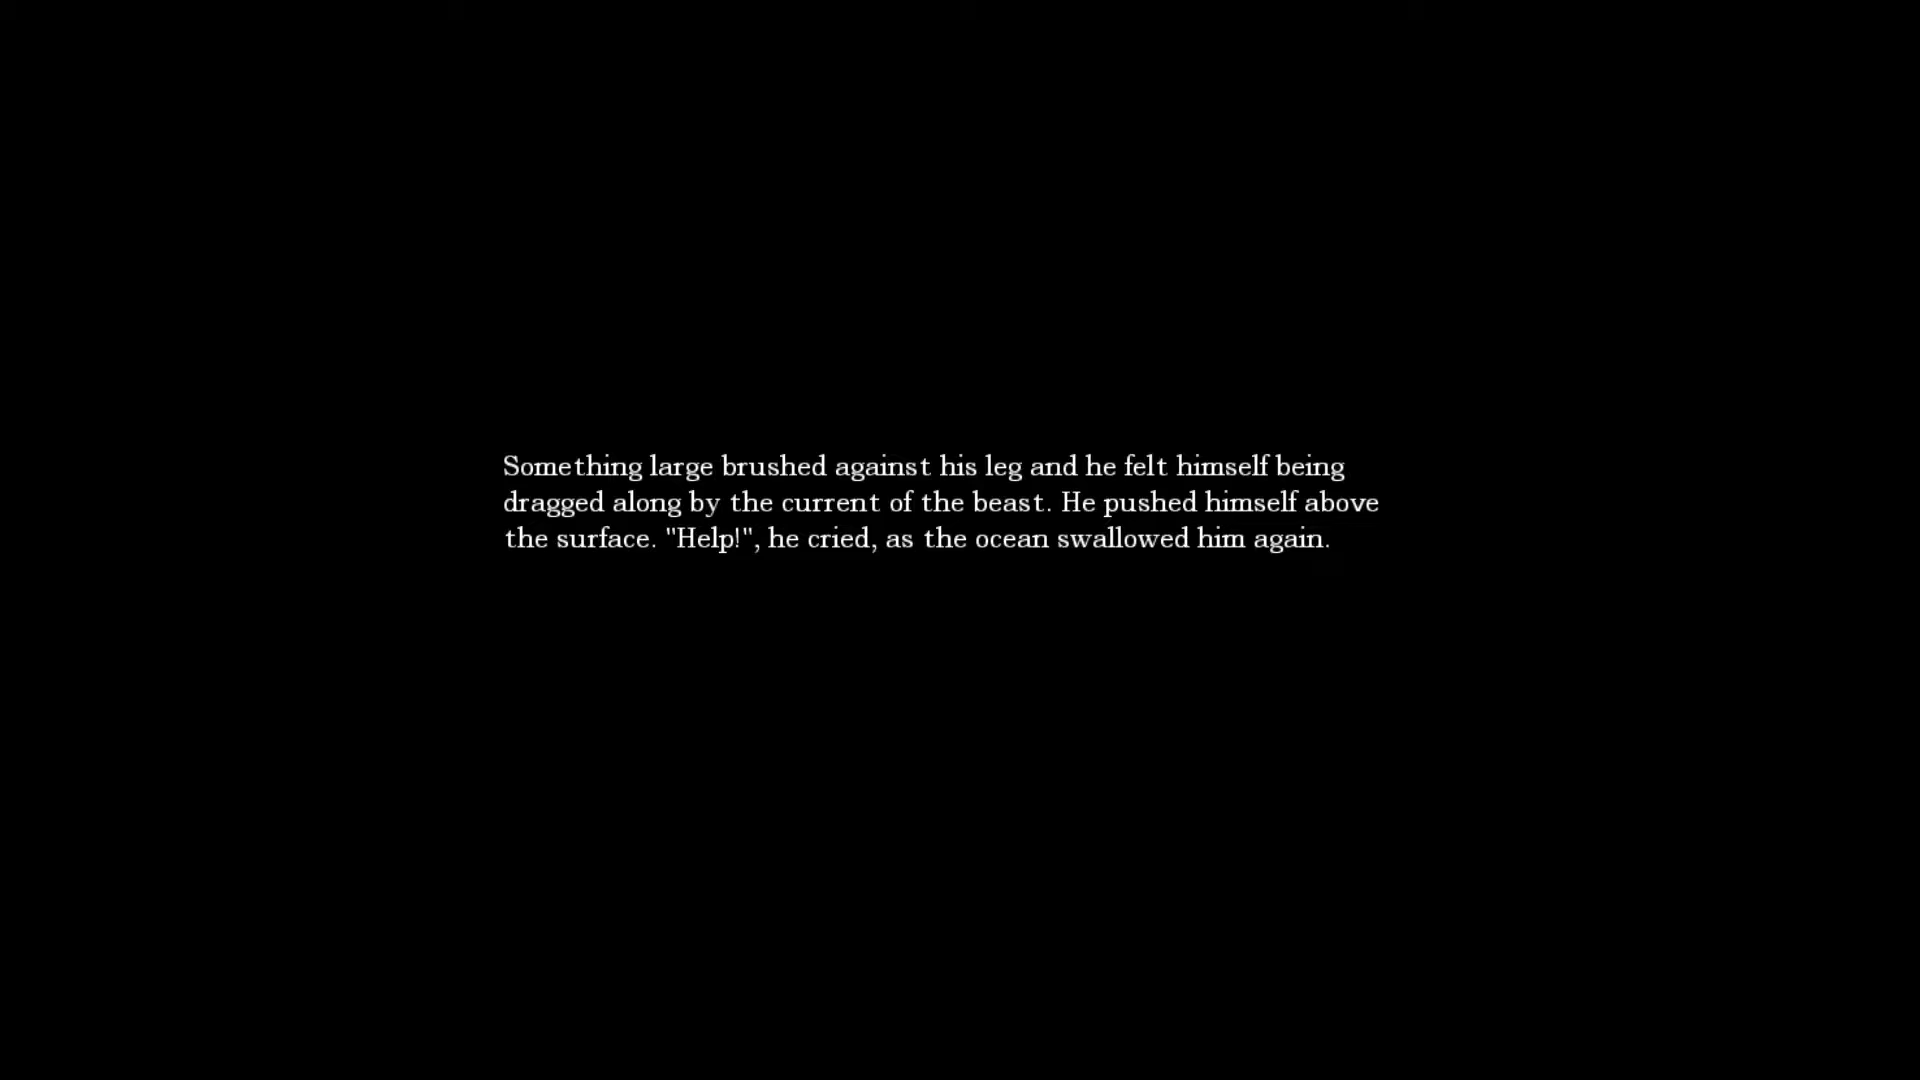 Something large brushed against his leg and he felt himself being
dragged along by the current of the beast. He pushed himself above
the surface. "Help!", he cried, as the ocean swallowed him again.